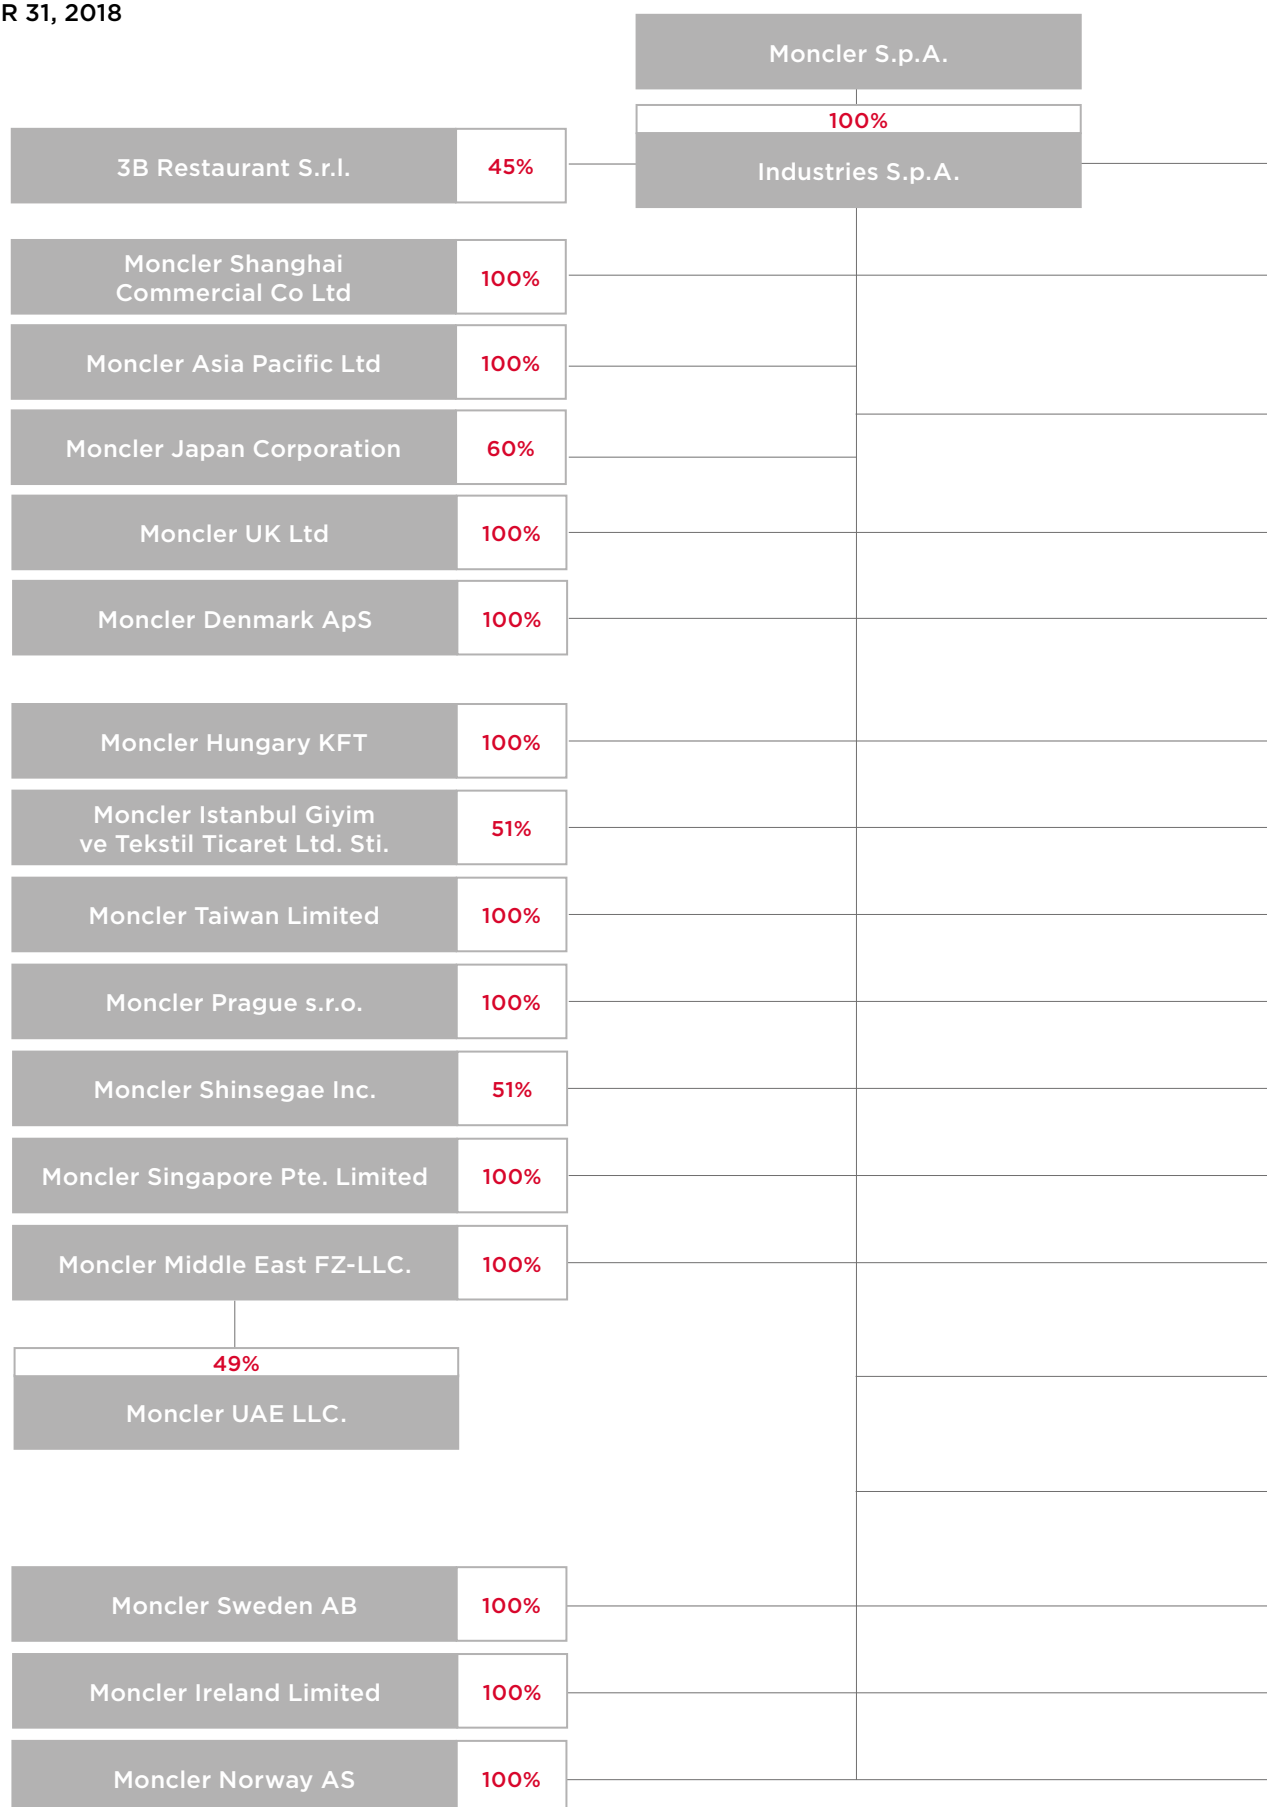 R 31, 2018
Moncler S.p.A.
100%
Industries S.p.A.
3B Restaurant S.r.l.
45%
Moncler Shanghai
Commercial Co Ltd
100%
Moncler Asia Pacific Ltd
100%
Moncler Japan Corporation
60%
Moncler UK Ltd
100%
Moncler Denmark ApS
100%
Moncler Hungary KFT
100%
Moncler Istanbul Giyim
ve Tekstil Ticaret Ltd. Sti.
51%
Moncler Taiwan Limited
100%
Moncler Prague s.r.o.
100%
Moncler Shinsegae Inc.
51%
Moncler Singapore Pte. Limited
100%
Moncler Middle East FZ-LLC.
100%
49%
Moncler UAE LLC.
Moncler Sweden AB
100%
Moncler Ireland Limited
100%
Moncler Norway AS
100%